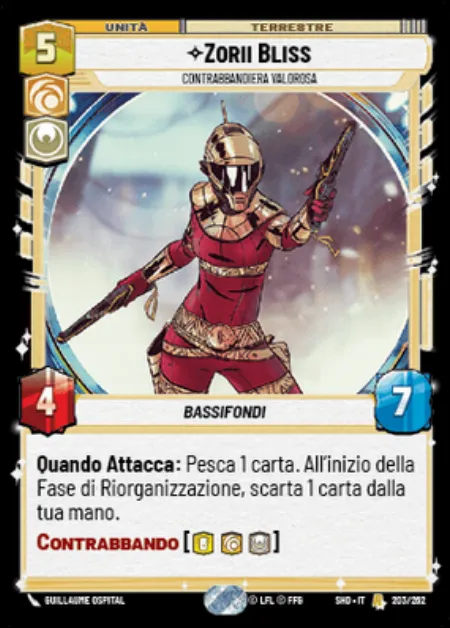 UNITÀ
TERRESTRE
5
Zorii Bliss
CONTRABBANDIERA VALOROSA
4
7
BASSIFONDI
Quando Attacca: Pesca 1 carta. All'inizio della
Fase di Riorganizzazione, scarta 1 carta dalla
tua mano.
CONTRABBANDO [ ]
GUILLAUME OSPITAL
© LFL © FFG
SHD • IT
203/262